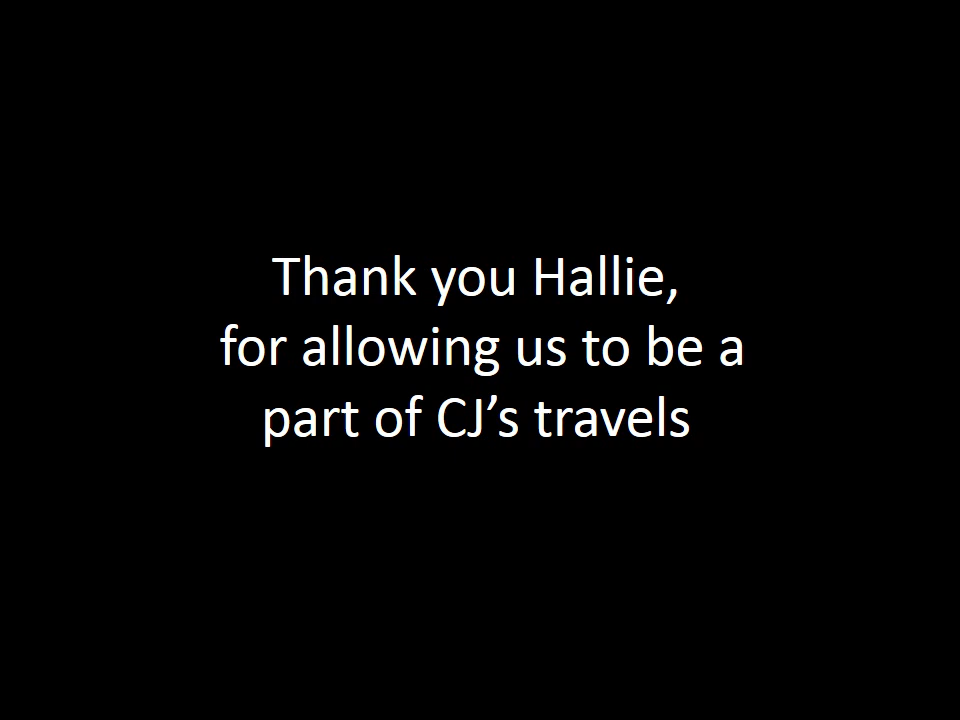 Thank you Hallie,
for allowing us to be a
part of CJ’s travels